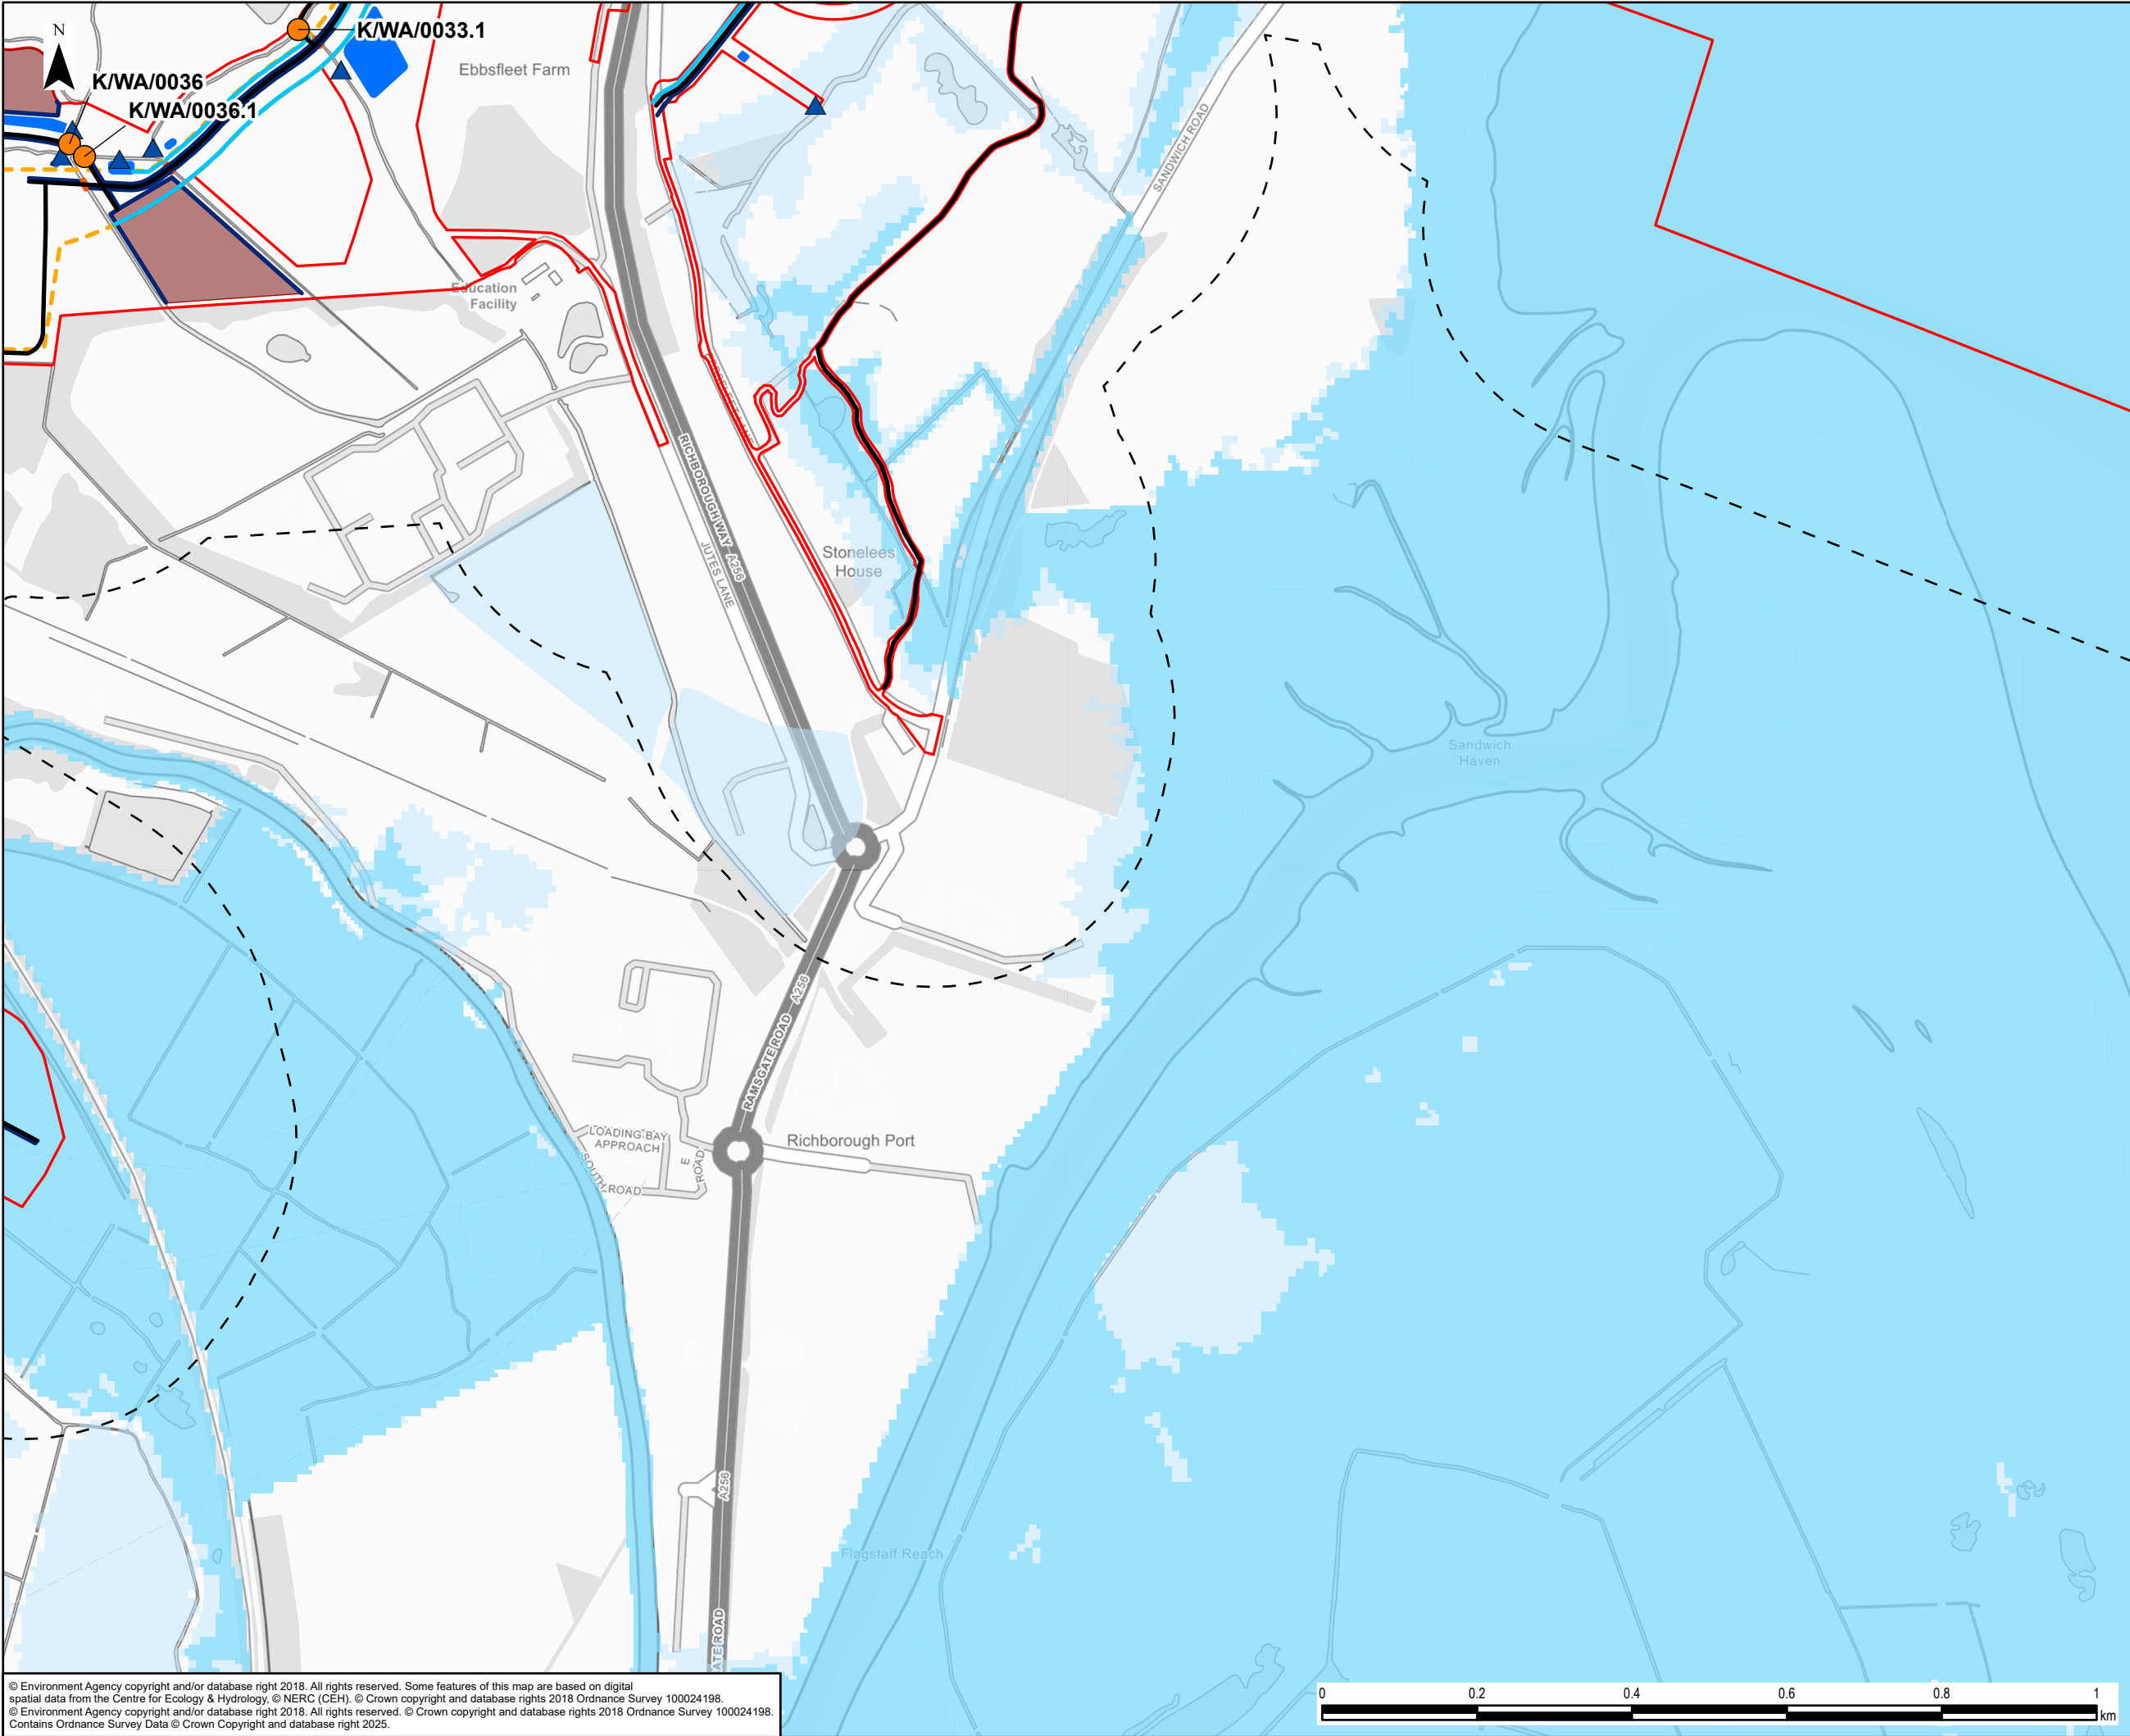 K/WA/0033.1
N
Ebbsfleet Farm
K/WA/0036
K/WA/0036.1
SANDWICH ROAD
Education
Facility
RICHBOROUGH WAY A256
JUTES LANE
Stonelees
House
Sandwich
Haven
RAMSGATE ROAD A256
LOADING BAY
APPROACH
Richborough Port
E
ROAD
SOUTH ROAD
A256
Flagstaff Reach
ATE ROAD
© Environment Agency copyright and/or database right 2018. All rights reserved. Some features of this map are based on digital
spatial data from the Centre for Ecology & Hydrology, © NERC (CEH). © Crown copyright and database rights 2018 Ordnance Survey 100024198.
© Environment Agency copyright and/or database right 2018. All rights reserved. © Crown copyright and database rights 2018 Ordnance Survey 100024198.
Contains Ordnance Survey Data © Crown Copyright and database right 2025.
0 0.2 0.4 0.6 0.8 1
km